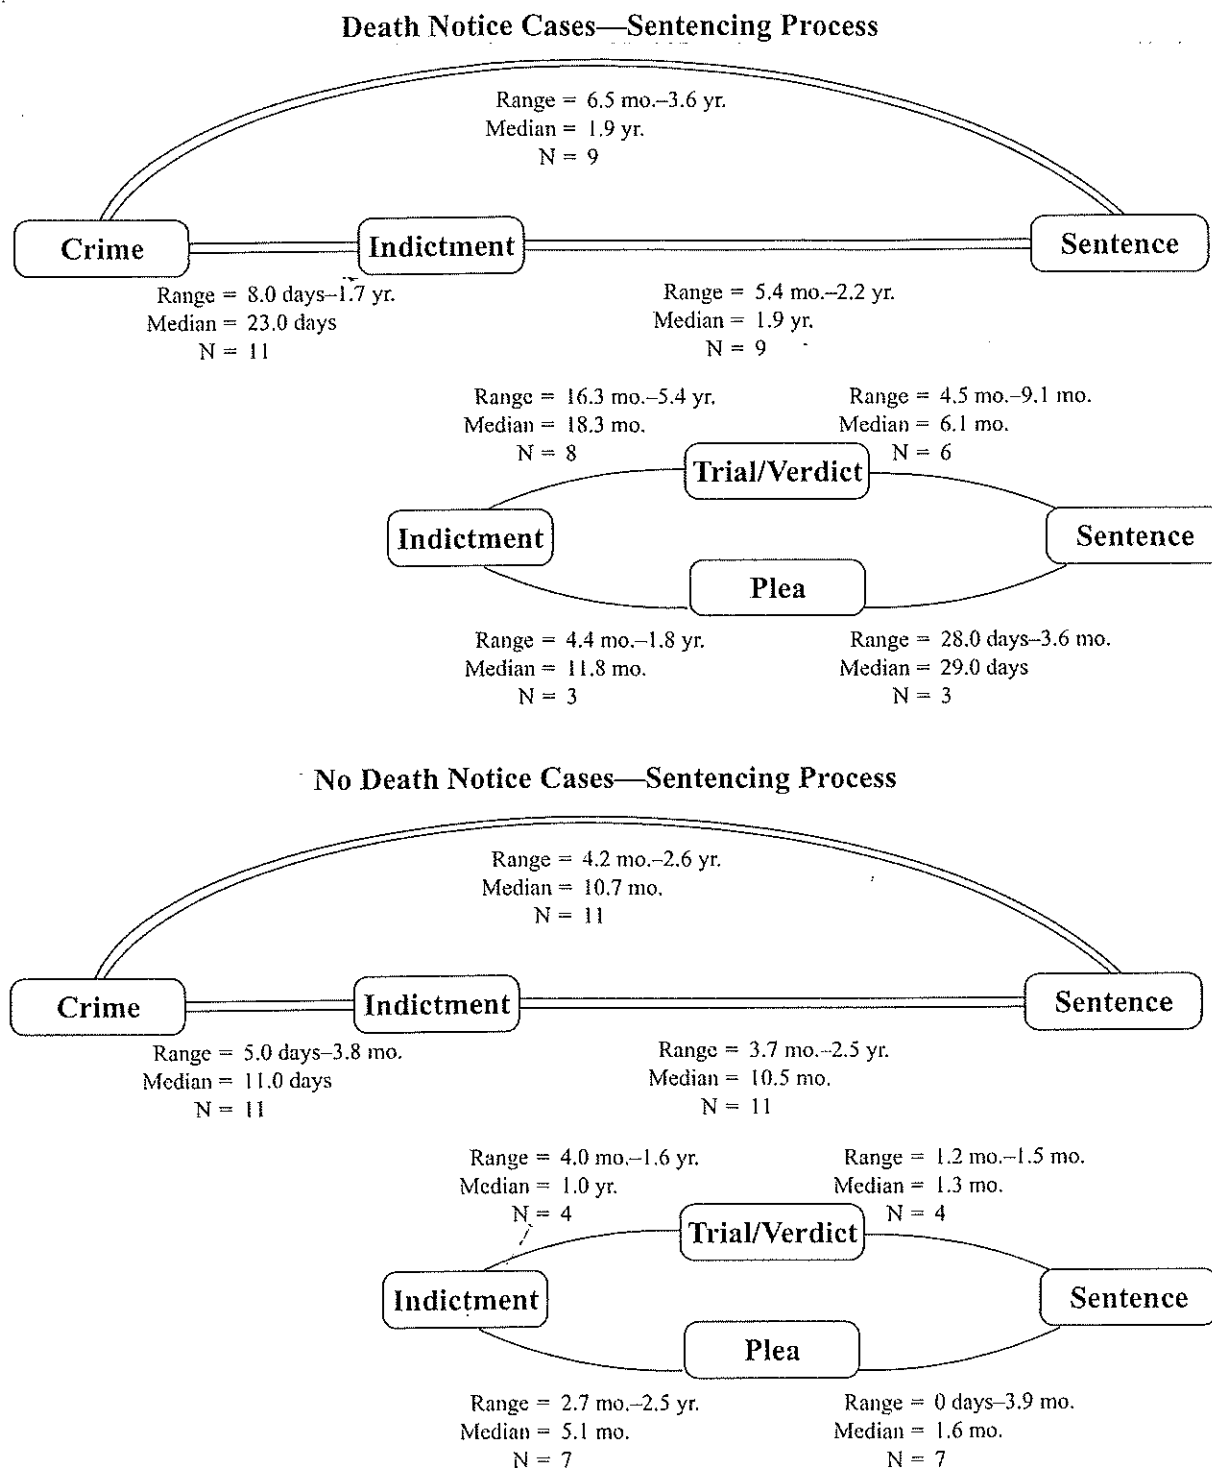 Death Notice Cases—Sentencing Process
Range = 6.5 mo.–3.6 yr.
Median = 1.9 yr.
N = 9
Crime
Indictment
Sentence
Range = 8.0 days–1.7 yr.
Median = 23.0 days
N = 11
Range = 5.4 mo.–2.2 yr.
Median = 1.9 yr.
N = 9
Range = 16.3 mo.–5.4 yr.
Median = 18.3 mo.
N = 8
Range = 4.5 mo.–9.1 mo.
Median = 6.1 mo.
N = 6
Trial/Verdict
Indictment
Sentence
Plea
Range = 4.4 mo.–1.8 yr.
Median = 11.8 mo.
N = 3
Range = 28.0 days–3.6 mo.
Median = 29.0 days
N = 3
No Death Notice Cases—Sentencing Process
Range = 4.2 mo.–2.6 yr.
Median = 10.7 mo.
N = 11
Crime
Indictment
Sentence
Range = 5.0 days–3.8 mo.
Median = 11.0 days
N = 11
Range = 3.7 mo.–2.5 yr.
Median = 10.5 mo.
N = 11
Range = 4.0 mo.–1.6 yr.
Median = 1.0 yr.
N = 4
Range = 1.2 mo.–1.5 mo.
Median = 1.3 mo.
N = 4
Trial/Verdict
Indictment
Sentence
Plea
Range = 2.7 mo.–2.5 yr.
Median = 5.1 mo.
N = 7
Range = 0 days–3.9 mo.
Median = 1.6 mo.
N = 7